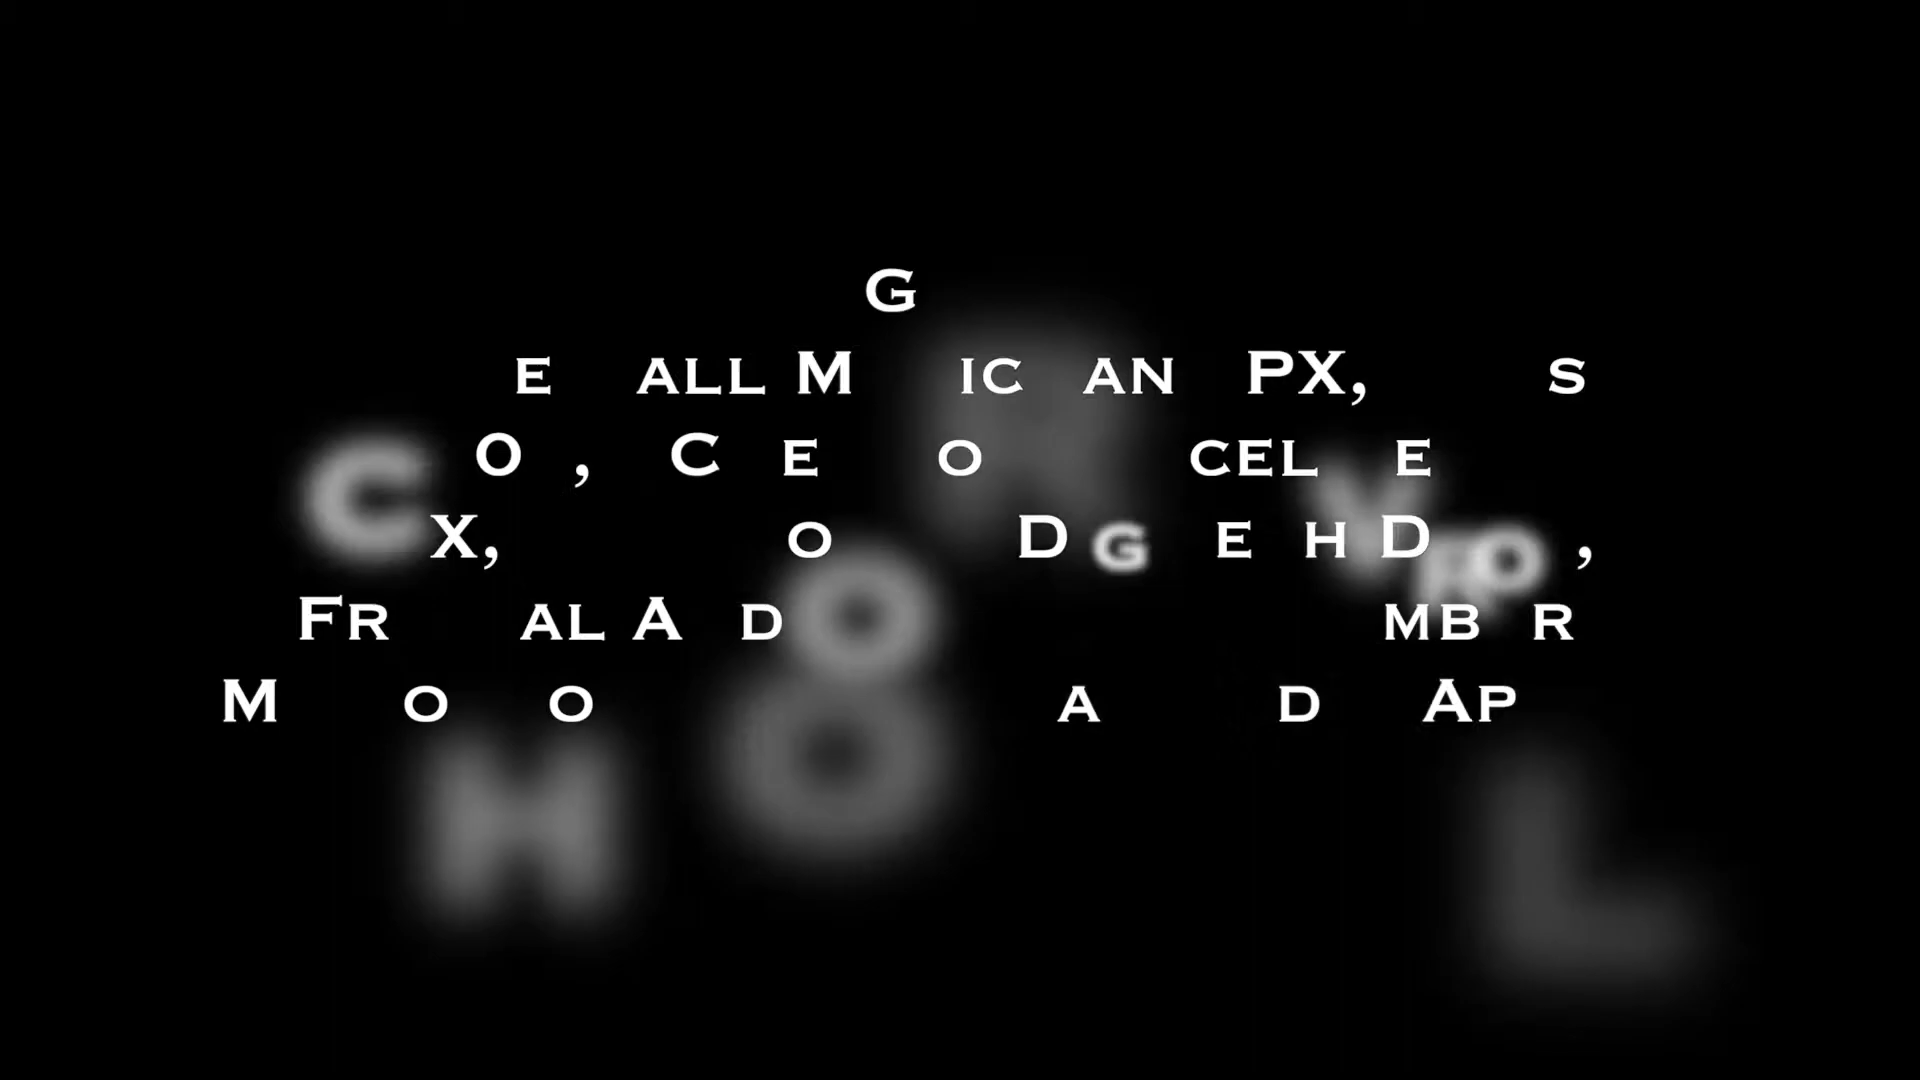 G
E ALL M IC AN PX, S
O , C E O CEL E
X, O D G E H D O ,
FR AL A D MB R
M O O A D AP